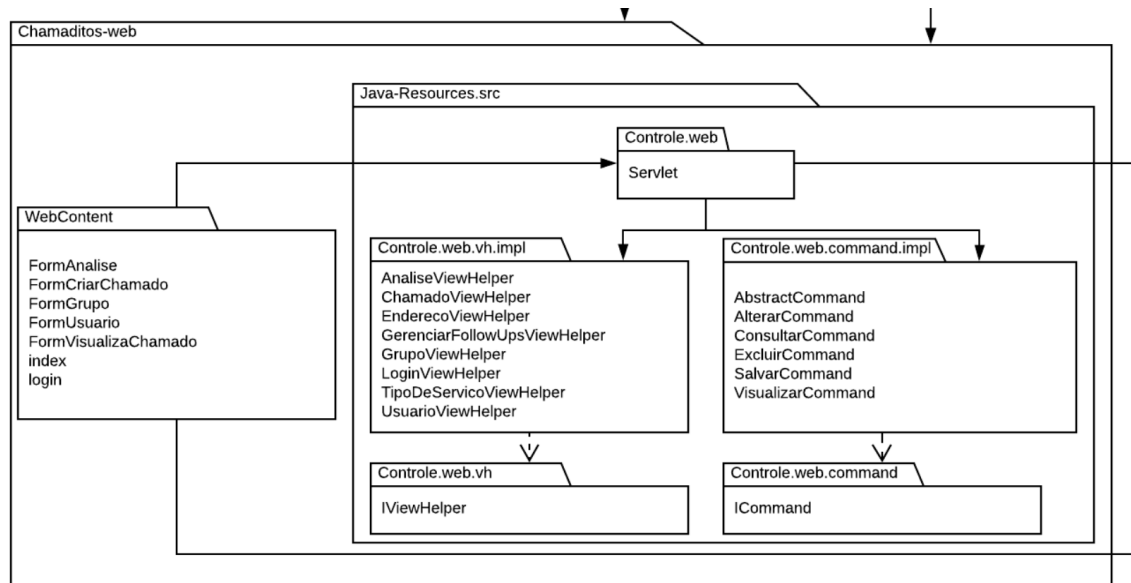 Chamaditos-web
Java-Resources.src
Controle.web
Servlet
WebContent
FormAnalise
FormCriarChamado
FormGrupo
FormUsuario
FormVisualizaChamado
index
login
Controle.web.vh.impl
AnaliseViewHelper
ChamadoViewHelper
EnderecoViewHelper
GerenciarFollowUpsViewHelper
GrupoViewHelper
LoginViewHelper
TipoDeServicoViewHelper
UsuarioViewHelper
Controle.web.command.impl
AbstractCommand
AlterarCommand
ConsultarCommand
ExcluirCommand
SalvarCommand
VisualizarCommand
Controle.web.vh
IViewHelper
Controle.web.command
ICommand